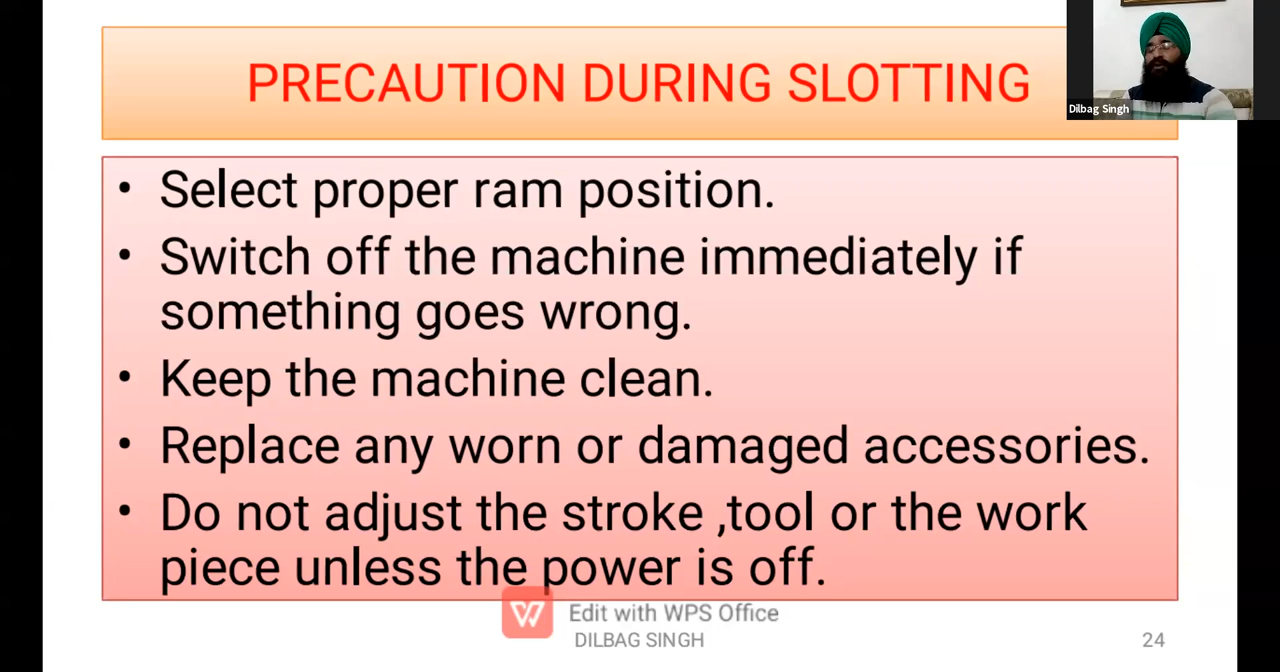 PRECAUTION DURING SLOTTING
Dilbag Singh
• Select proper ram position.
• Switch off the machine immediately if
something goes wrong.
• Keep the machine clean.
• Replace any worn or damaged accessories.
• Do not adjust the stroke ,tool or the work
piece unless the power is off.
Edit with WPS Office
DILBAG SINGH
24